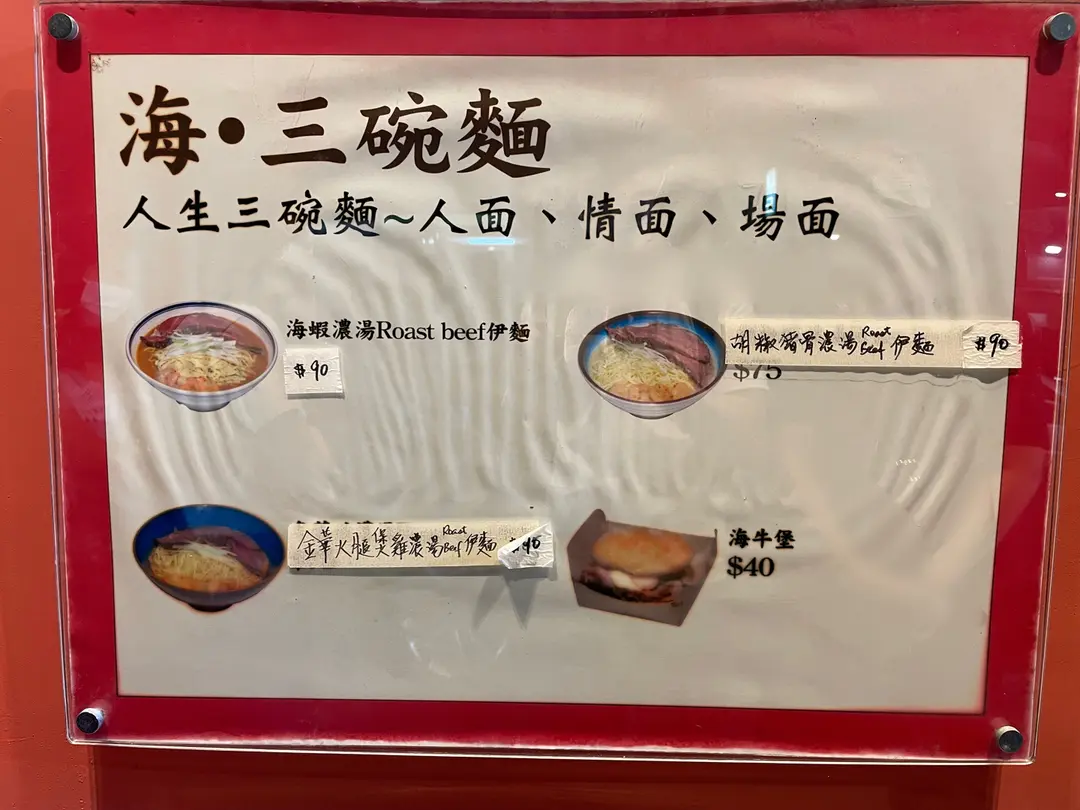 海•三碗麵
人生三碗麵~人面、情面、場面
海蝦濃湯Roast beef伊麵
$90
胡椒豬骨濃湯Roast Beef伊麵 $90
$75
金華火腿煲雞濃湯Roast Beef伊麵 $90
海牛堡
$40